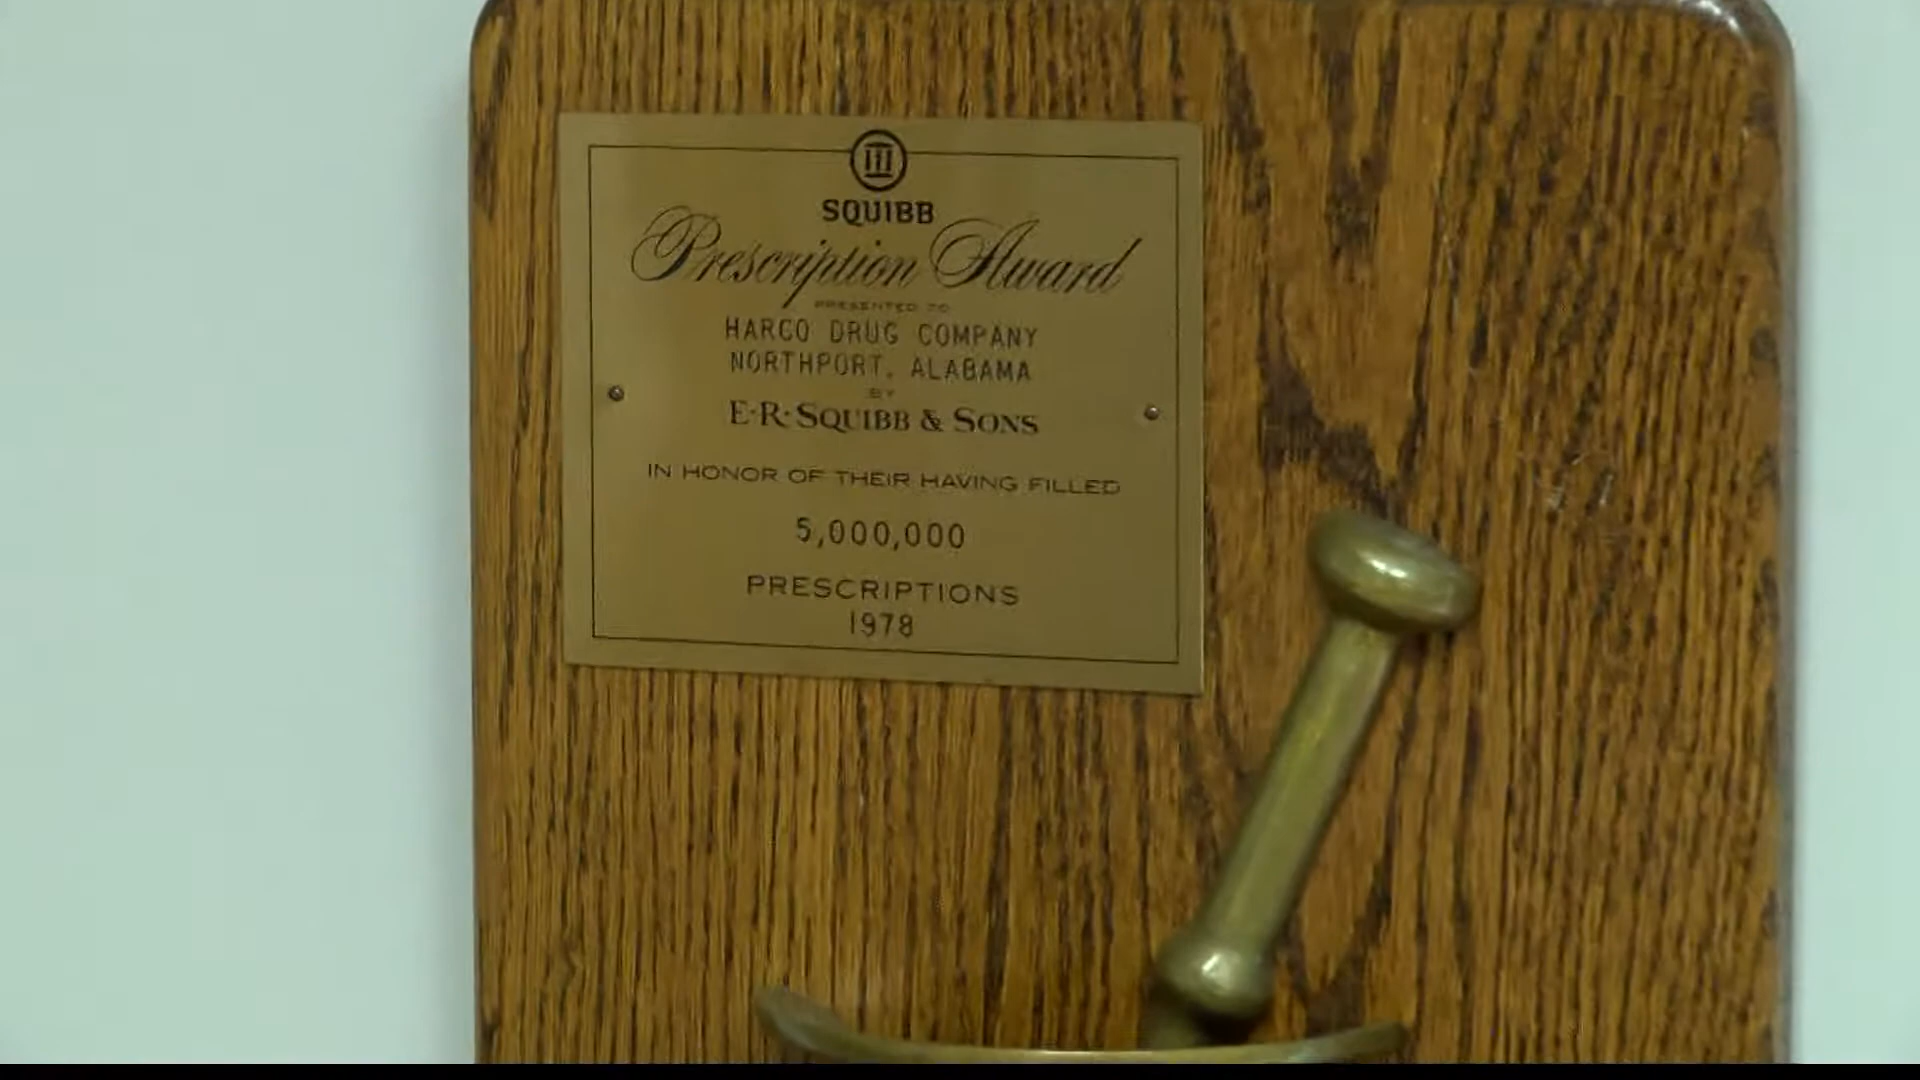 SQUIBB
Prescription Award
PRESENTED TO
HARCO DRUG COMPANY
NORTHPORT, ALABAMA
BY
E·R·SQUIBB & SONS
IN HONOR OF THEIR HAVING FILLED
5,000,000
PRESCRIPTIONS
1978